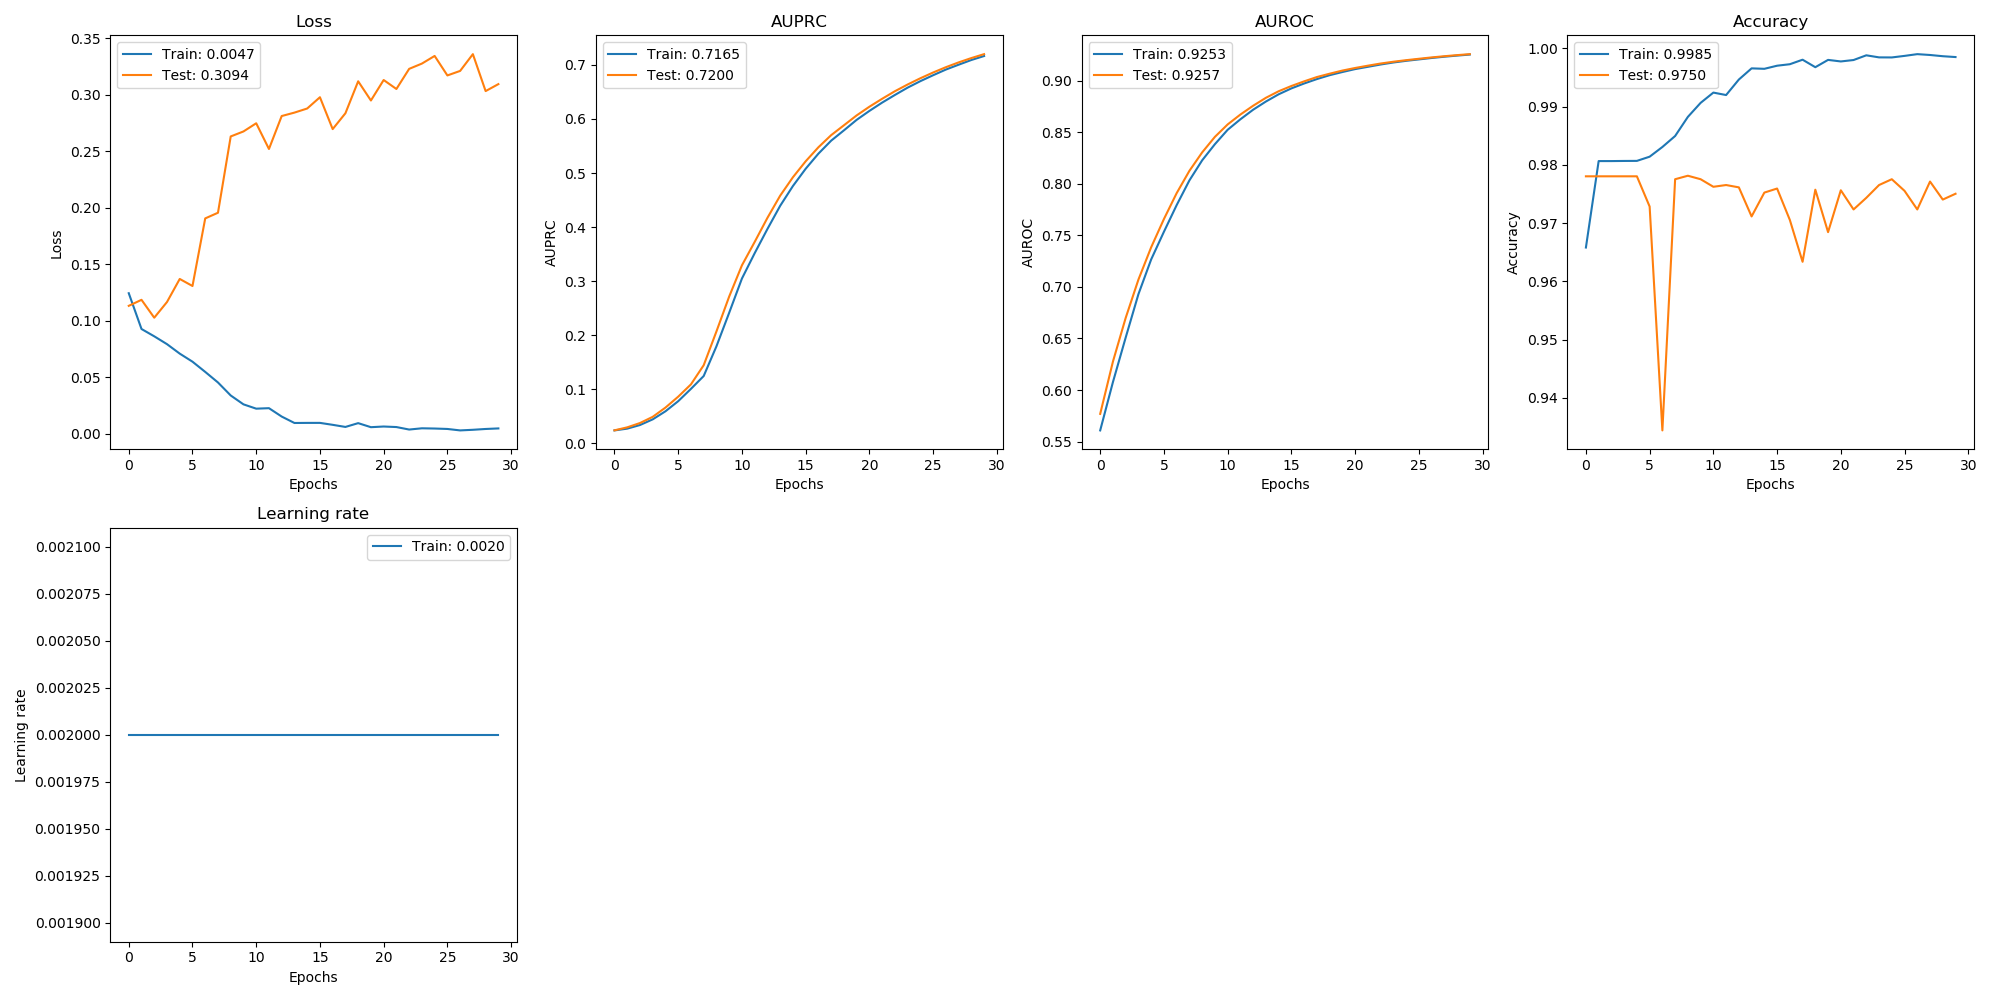 Loss
Train: 0.0047
Test: 0.3094
0.35
0.30
0.25
0.20
0.15
0.10
0.05
0.00
Loss
0 5 10 15 20 25 30
Epochs
AUPRC
Train: 0.7165
Test: 0.7200
0.7
0.6
0.5
0.4
0.3
0.2
0.1
0.0
AUPRC
0 5 10 15 20 25 30
Epochs
AUROC
Train: 0.9253
Test: 0.9257
0.90
0.85
0.80
0.75
0.70
0.65
0.60
0.55
AUROC
0 5 10 15 20 25 30
Epochs
Accuracy
Train: 0.9985
Test: 0.9750
1.00
0.99
0.98
0.97
0.96
0.95
0.94
Accuracy
0 5 10 15 20 25 30
Epochs
Learning rate
Train: 0.0020
0.002100
0.002075
0.002050
0.002025
0.002000
0.001975
0.001950
0.001925
0.001900
Learning rate
0 5 10 15 20 25 30
Epochs